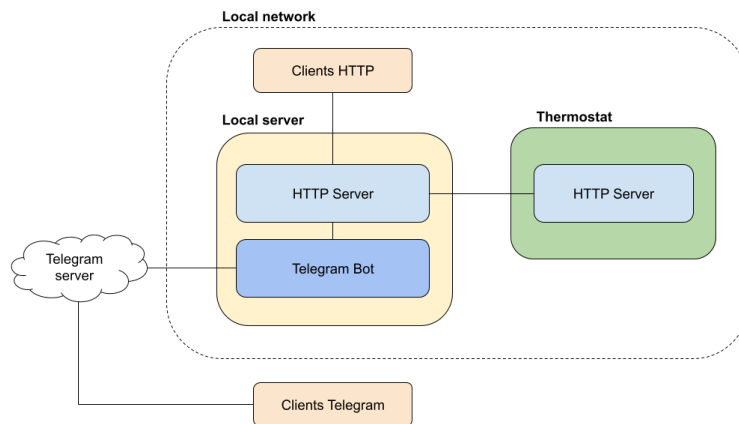 Local network
Clients HTTP
Local server
Thermostat
HTTP Server
HTTP Server
Telegram
server
Telegram Bot
Clients Telegram